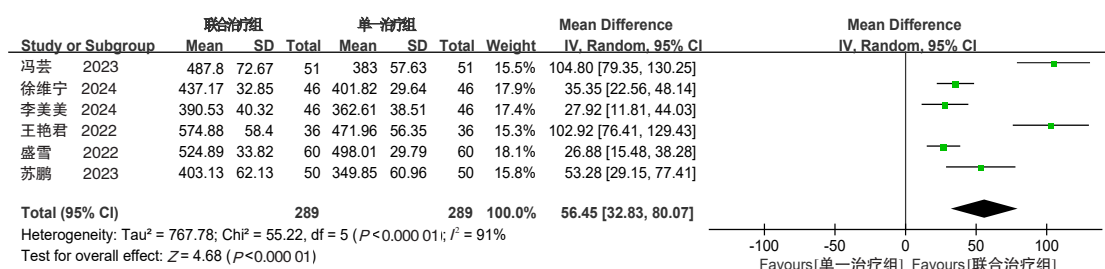 联合治疗组 单一治疗组 Mean Difference Mean Difference
Study or Subgroup Mean SD Total Mean SD Total Weight IV, Random, 95% CI IV, Random, 95% CI
冯芸 2023 487.8 72.67 51 383 57.63 51 15.5% 104.80 [79.35, 130.25]
徐维宁 2024 437.17 32.85 46 401.82 29.64 46 17.9% 35.35 [22.56, 48.14]
李美美 2024 390.53 40.32 46 362.61 38.51 46 17.4% 27.92 [11.81, 44.03]
王艳君 2022 574.88 58.4 36 471.96 56.35 36 15.3% 102.92 [76.41, 129.43]
盛雪 2022 524.89 33.82 60 498.01 29.79 60 18.1% 26.88 [15.48, 38.28]
苏鹏 2023 403.13 62.13 50 349.85 60.96 50 15.8% 53.28 [29.15, 77.41]
Total (95% CI) 289 289 100.0% 56.45 [32.83, 80.07]
Heterogeneity: Tau² = 767.78; Chi² = 55.22, df = 5 (P<0.000 01); I² = 91%
Test for overall effect: Z = 4.68 (P<0.000 01)
-100 -50 0 50 100
Favours[单一治疗组] Favours[联合治疗组]